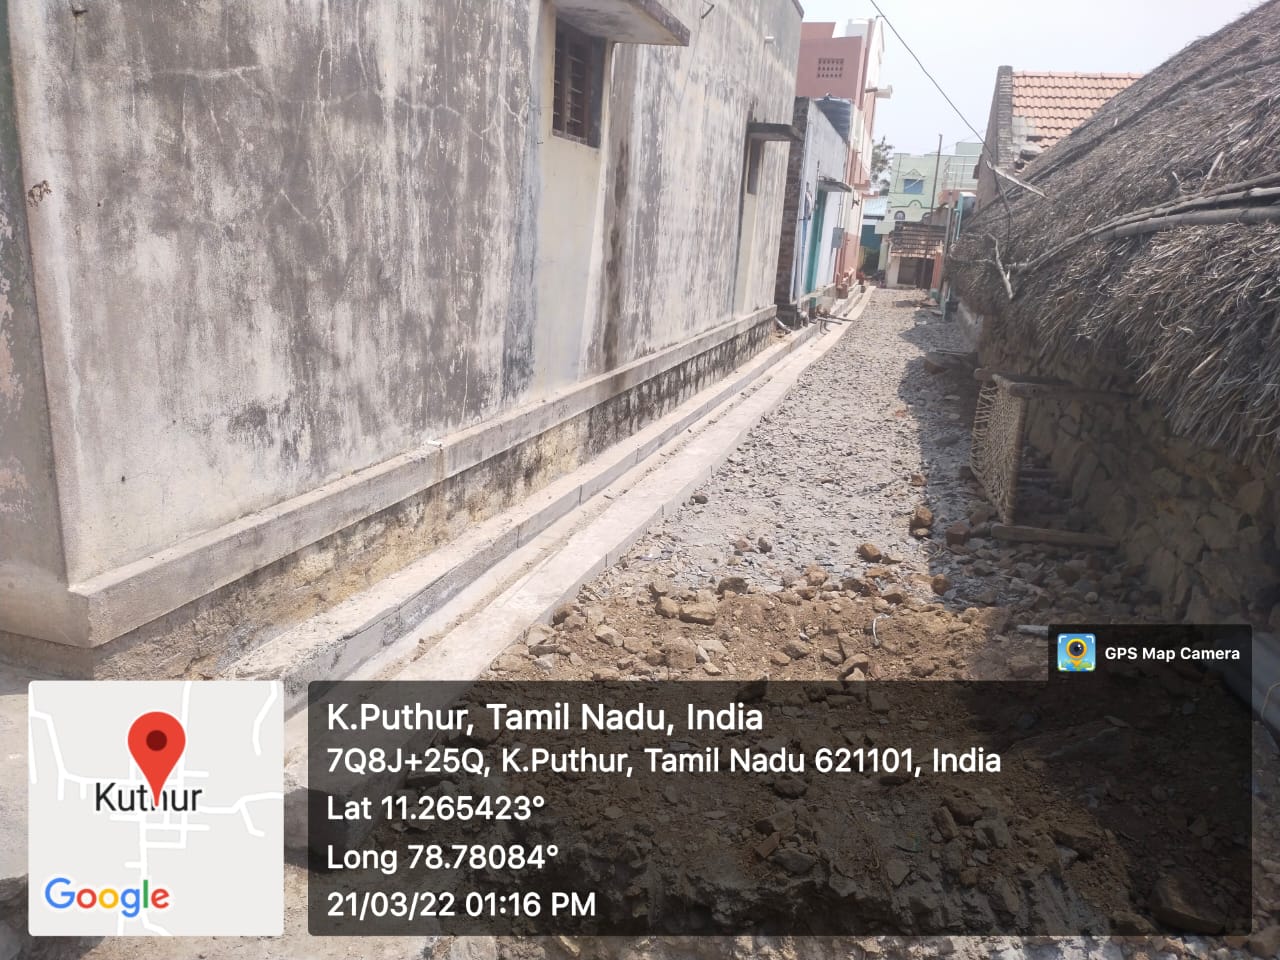 GPS Map Camera
K.Puthur, Tamil Nadu, India
7Q8J+25Q, K.Puthur, Tamil Nadu 621101, India
Lat 11.265423°
Long 78.78084°
21/03/22 01:16 PM
Kuthur
Google